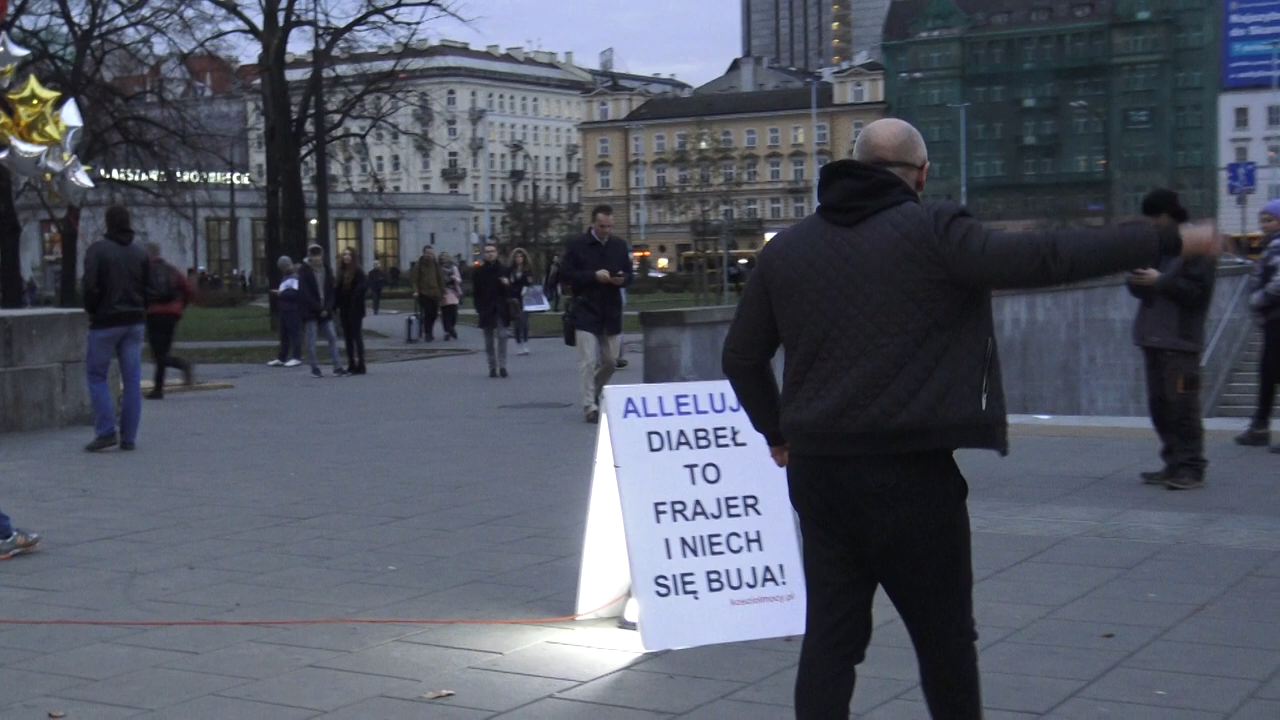 ALLELUJ
DIABEŁ
TO
FRAJER
I NIECH
SIĘ BUJA!
kosciolmocy.pl